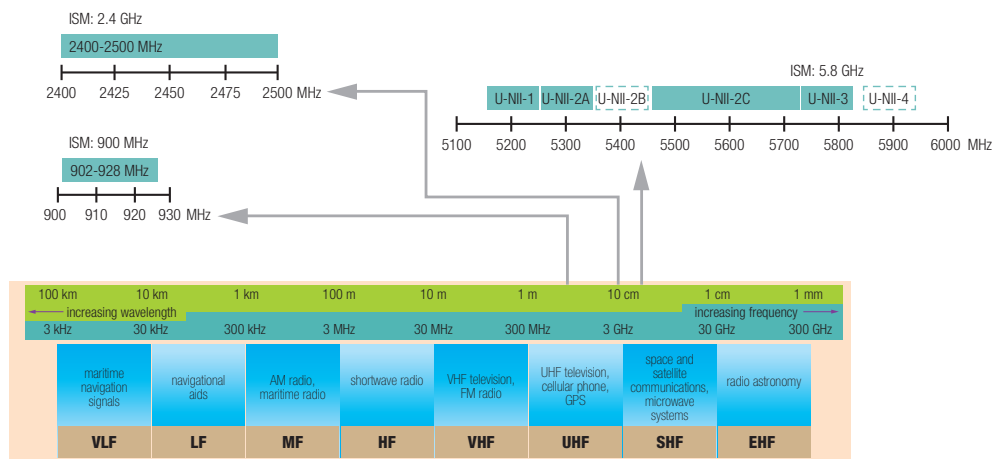 ISM: 2.4 GHz
2400-2500 MHz
2400 2425 2450 2475 2500 MHz
ISM: 5.8 GHz
U-NII-1 U-NII-2A U-NII-2B U-NII-2C U-NII-3 U-NII-4
5100 5200 5300 5400 5500 5600 5700 5800 5900 6000 MHz
ISM: 900 MHz
902-928 MHz
900 910 920 930 MHz
100 km 10 km 1 km 100 m 10 m 1 m 10 cm 1 cm 1 mm
increasing wavelength increasing frequency
3 kHz 30 kHz 300 kHz 3 MHz 30 MHz 300 MHz 3 GHz 30 GHz 300 GHz
maritime
navigation
signals
navigational
aids
AM radio,
maritime radio
shortwave radio
VHF television,
FM radio
UHF television,
cellular phone,
GPS
space and
satellite
communications,
microwave
systems
radio astronomy
VLF LF MF HF VHF UHF SHF EHF